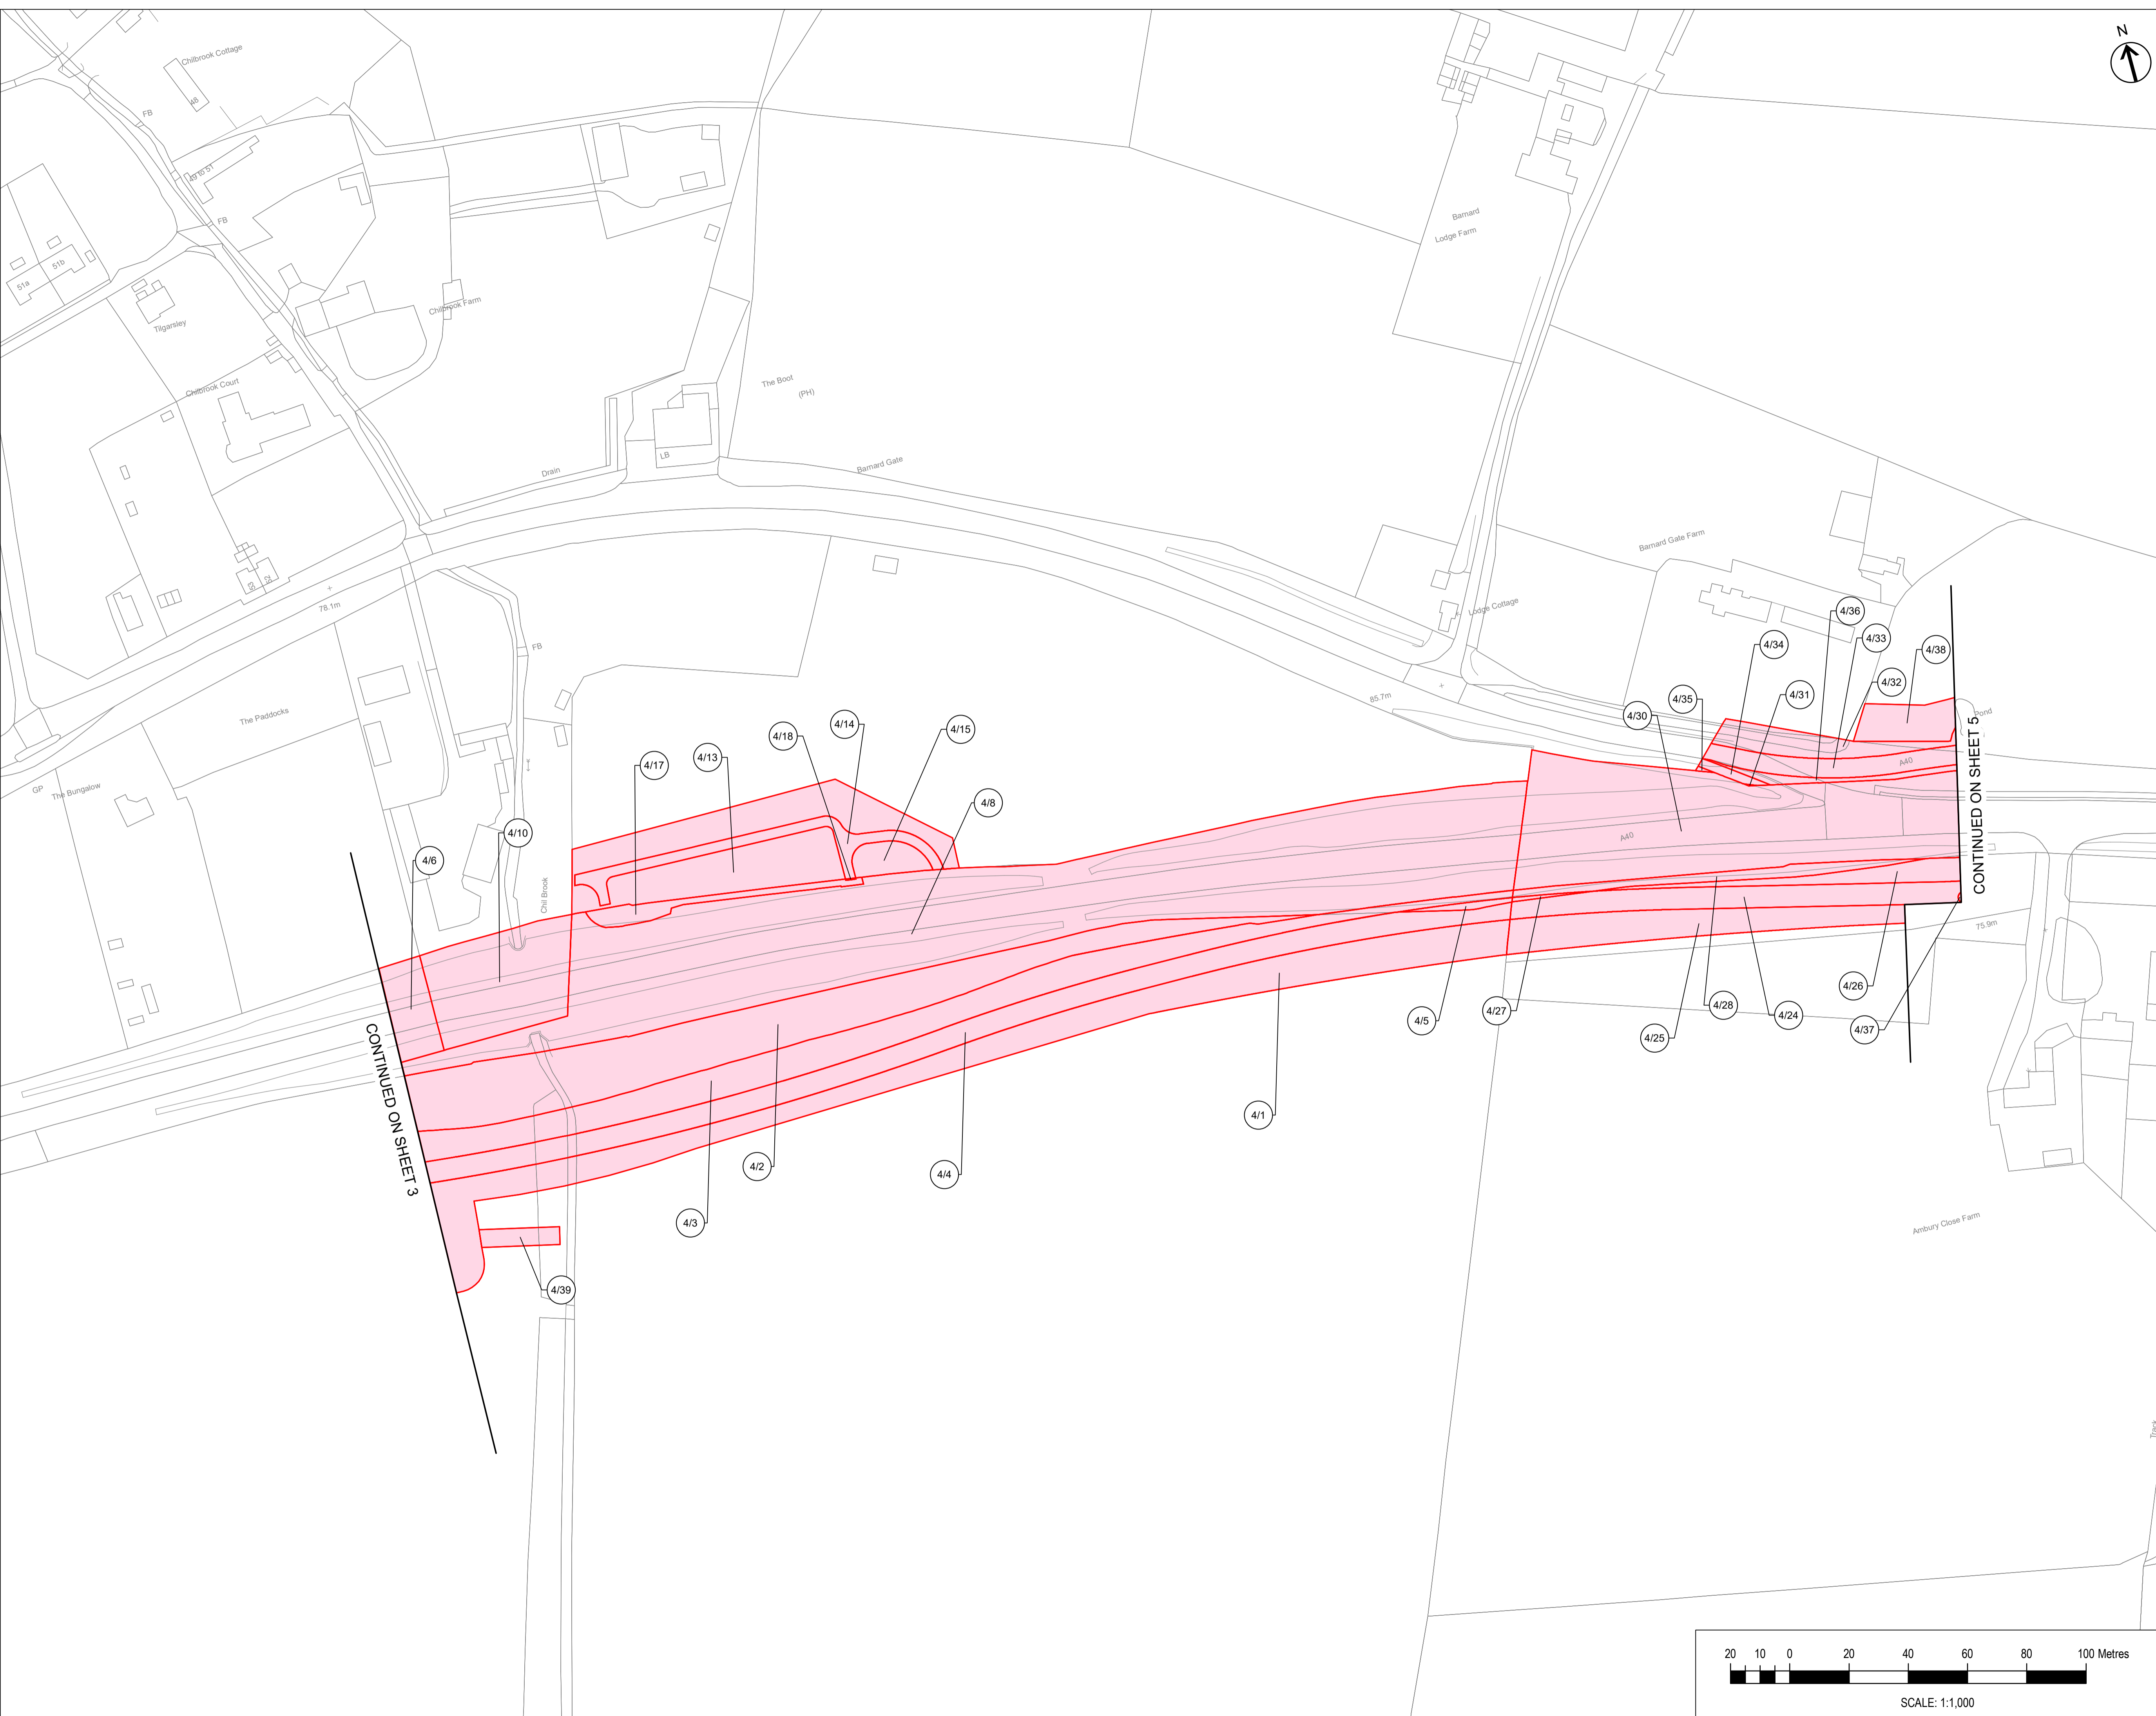 N
Chilbrook Cottage
48
FB
49 to 51
FB
51b
51a
Tilgarsley
Chilbrook Farm
Chilbrook Court
The Boot
(PH)
Barnard
Lodge Farm
LB
Drain
Barnard Gate
Barnard Gate Farm
53
52
78.1m
Lodge Cottage
FB
85.7m
The Paddocks
GP
The Bungalow
Chil Brook
Pond
A40
A40
75.9m
Ambury Close Farm
Track
4/36
4/33
4/34
4/38
4/32
4/31
4/35
4/30
4/14
4/15
4/18
4/13
4/17
4/8
4/10
4/6
4/26
4/28
4/24
4/27
4/5
4/37
4/25
4/1
4/2
4/4
4/3
4/39
CONTINUED ON SHEET 5
CONTINUED ON SHEET 3
20 10 0 20 40 60 80 100 Metres
SCALE: 1:1,000